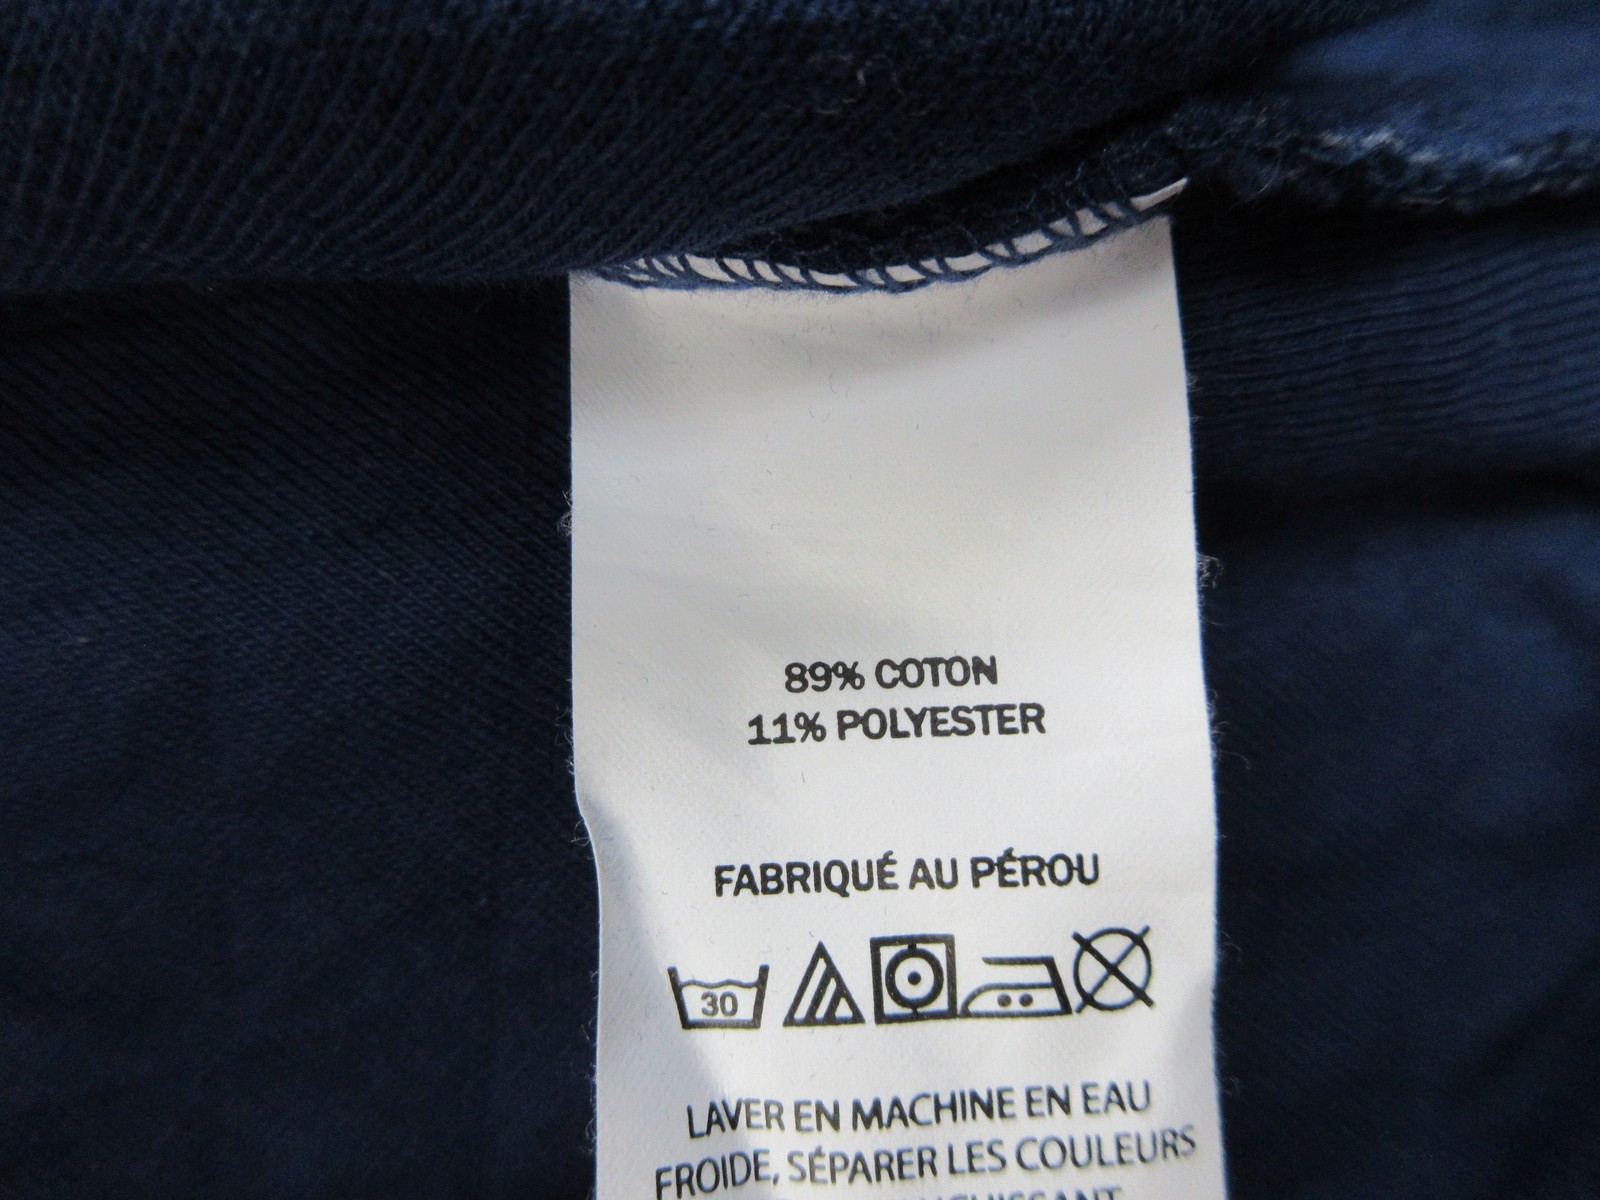 89% COTON
11% POLYESTER
FABRIQUÉ AU PÉROU
30
LAVER EN MACHINE EN EAU
FROIDE, SÉPARER LES COULEURS